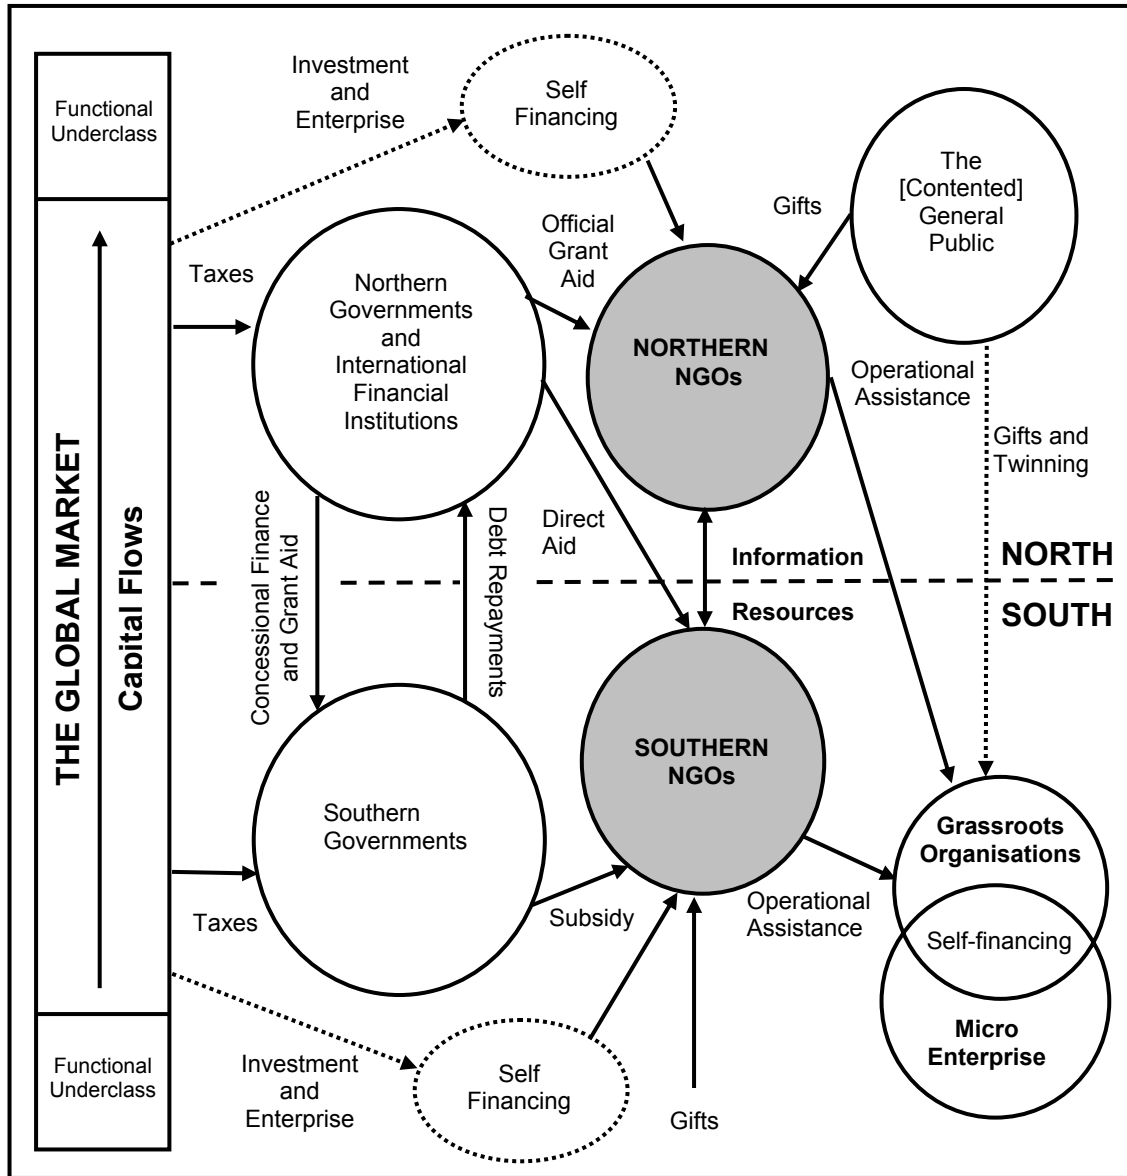 Functional
Underclass
THE GLOBAL MARKET
Capital Flows
Functional
Underclass
Investment
and
Enterprise
Self
Financing
Taxes
Northern
Governments
and
International
Financial
Institutions
Official
Grant
Aid
Gifts
The
[Contented]
General
Public
NORTHERN
NGOs
Operational
Assistance
Gifts and
Twinning
Concessional Finance
and Grant Aid
Debt Repayments
Direct
Aid
Information
Resources
NORTH
SOUTH
Southern
Governments
SOUTHERN
NGOs
Taxes
Subsidy
Operational
Assistance
Grassroots
Organisations
Self-financing
Micro
Enterprise
Investment
and
Enterprise
Self
Financing
Gifts